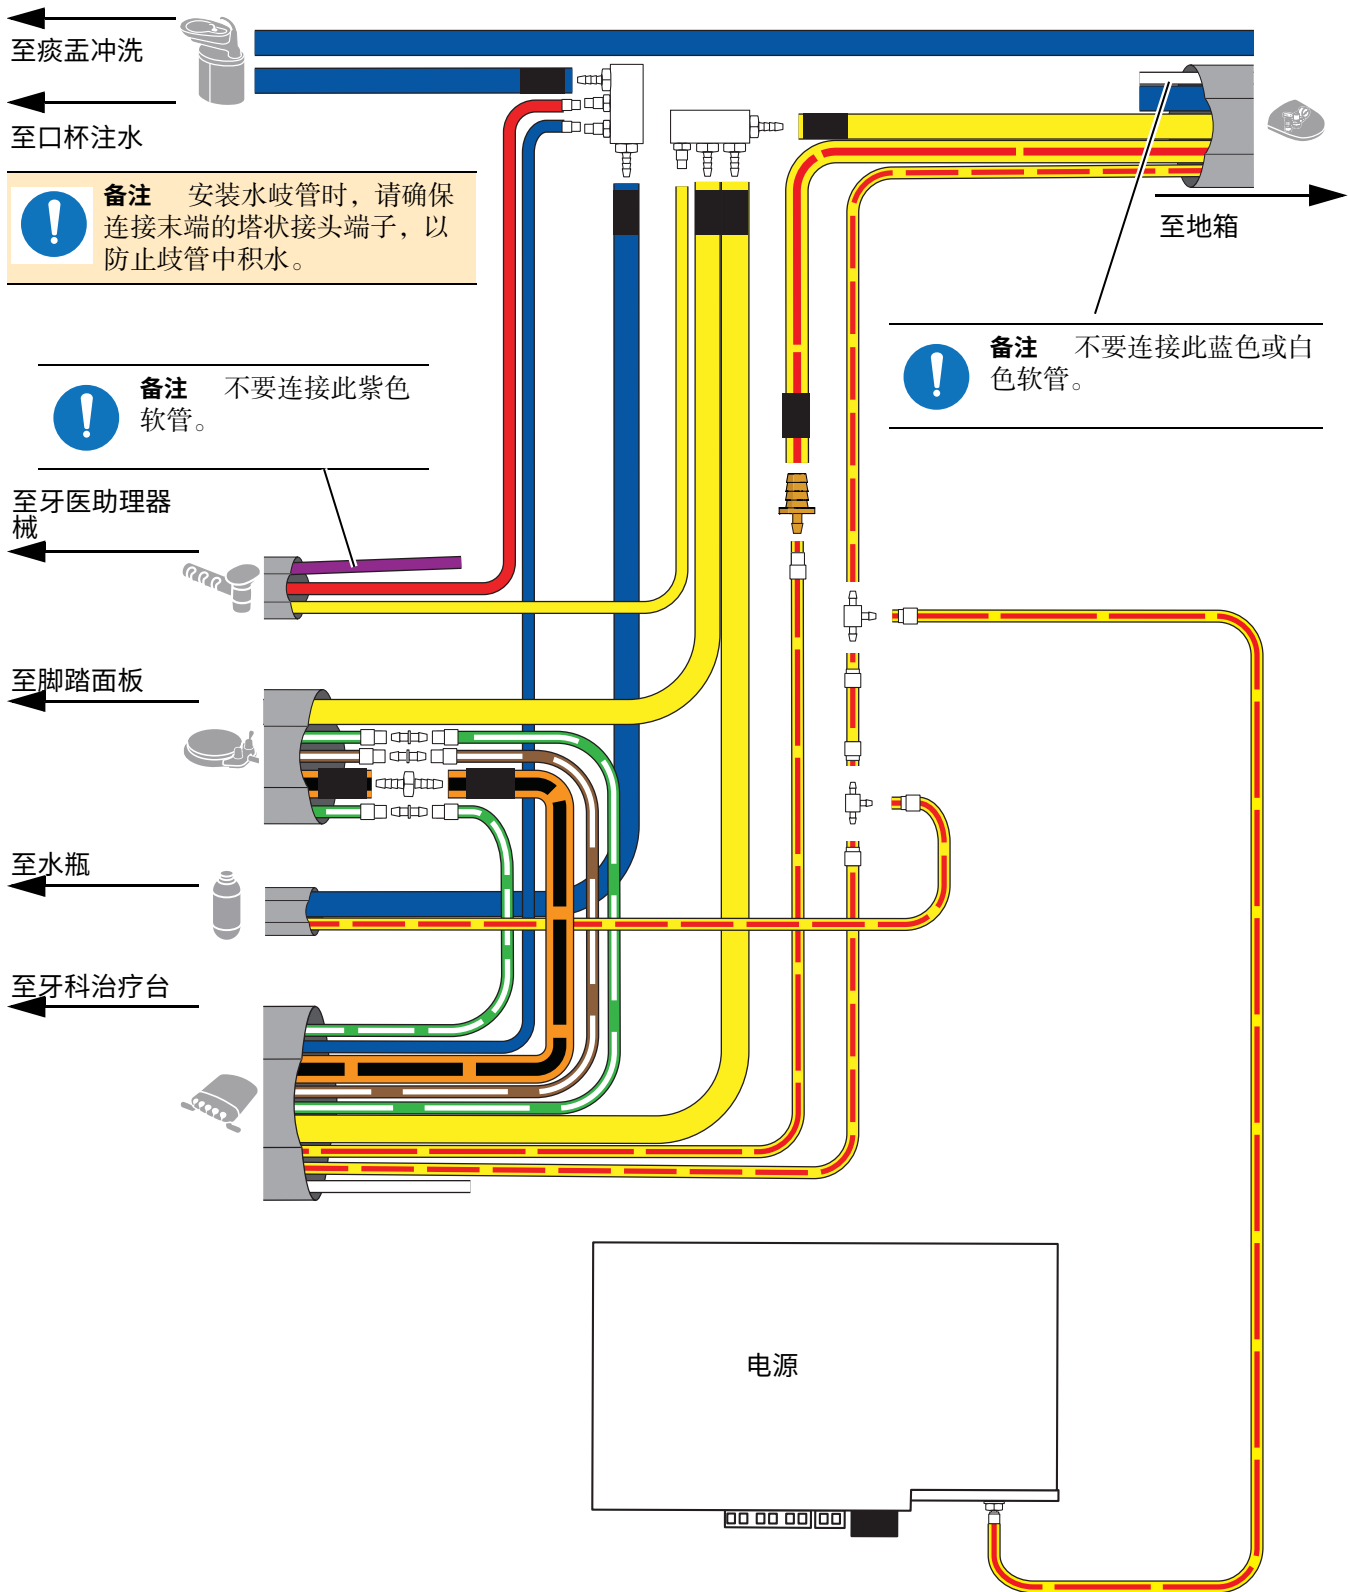 至痰盂冲洗
至口杯注水
备注 安装水歧管时，请确保
连接末端的塔状接头端子，以
防止歧管中积水。
至地箱
备注 不要连接此蓝色或白
色软管。
备注 不要连接此紫色
软管。
至牙医助理器
械
至脚踏面板
至水瓶
至牙科治疗台
电源